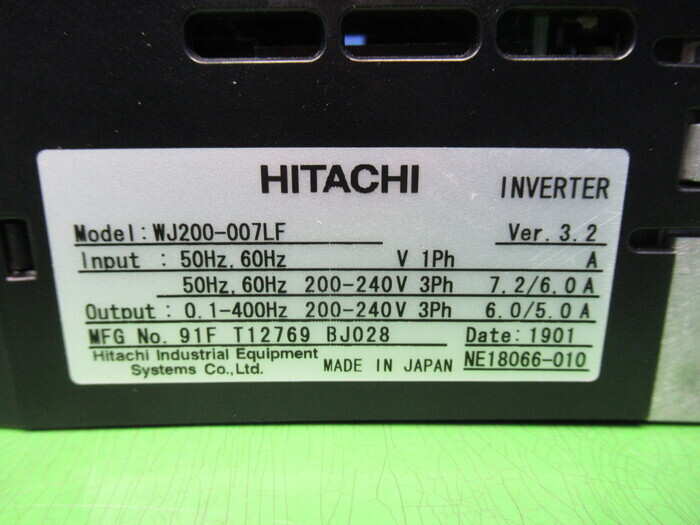 HITACHI INVERTER
Model: WJ200-007LF Ver. 3.2
Input : 50Hz, 60Hz V 1Ph A
50Hz, 60Hz 200-240V 3Ph 7.2/6.0 A
Output: 0.1-400Hz 200-240V 3Ph 6.0/5.0 A
MFG No. 91F T12769 BJ028 Date: 1901
Hitachi Industrial Equipment
Systems Co., Ltd. MADE IN JAPAN NE18066-010